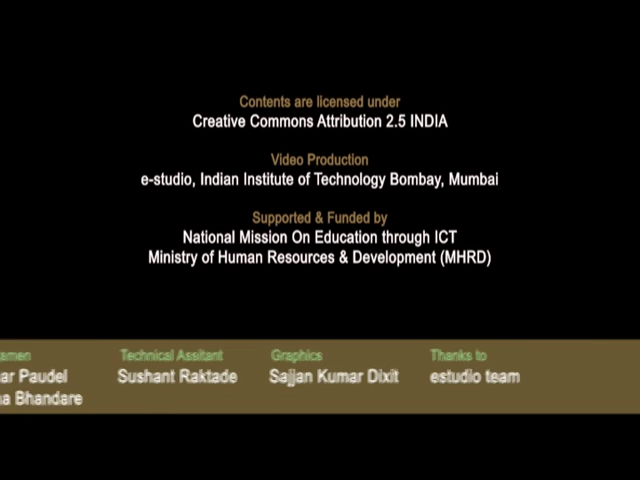 Contents are licensed under
Creative Commons Attribution 2.5 INDIA
Video Production
e-studio, Indian Institute of Technology Bombay, Mumbai
Supported & Funded by
National Mission On Education through ICT
Ministry of Human Resources & Development (MHRD)
Technical Assitant Graphics Thanks to
Paudel Sushant Raktade Sajjan Kumar Dixit estudio team
Bhandare